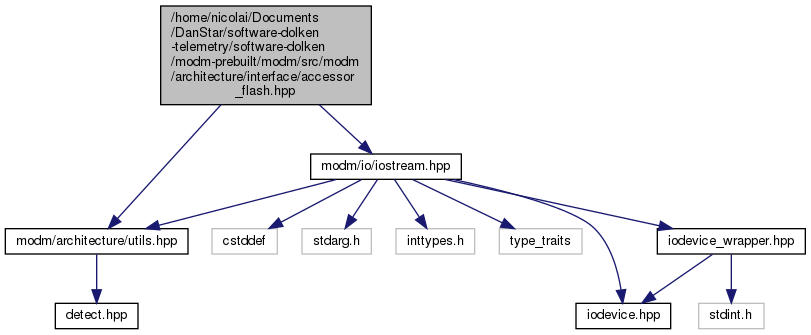 /home/nicolai/Documents
/DanStar/software-dolken
-telemetry/software-dolken
/modm-prebuilt/modm/src/modm
/architecture/interface/accessor
_flash.hpp
modm/io/iostream.hpp
modm/architecture/utils.hpp
cstddef
stdarg.h
inttypes.h
type_traits
iodevice_wrapper.hpp
detect.hpp
iodevice.hpp
stdint.h